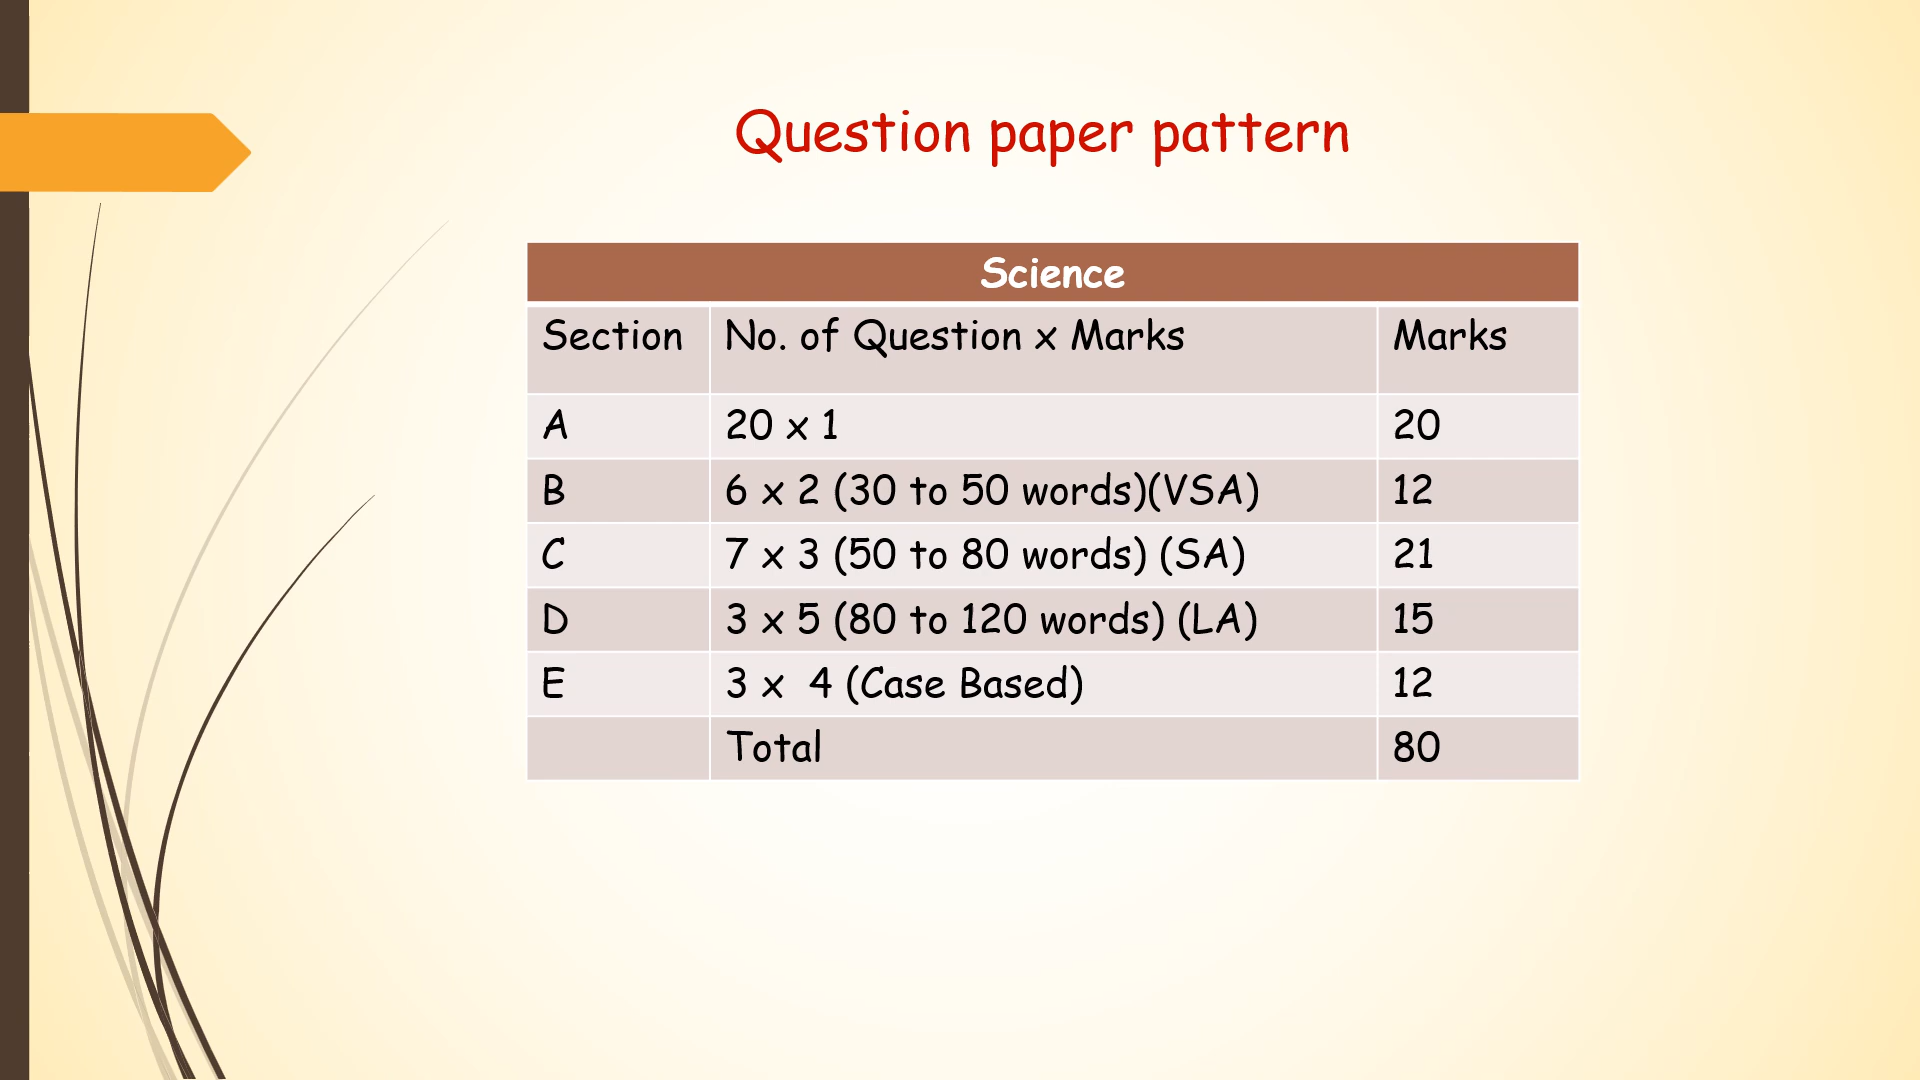 Question paper pattern
Science
Section No. of Question x Marks Marks
A 20 x 1 20
B 6 x 2 (30 to 50 words)(VSA) 12
C 7 x 3 (50 to 80 words) (SA) 21
D 3 x 5 (80 to 120 words) (LA) 15
E 3 x  4 (Case Based) 12
Total 80